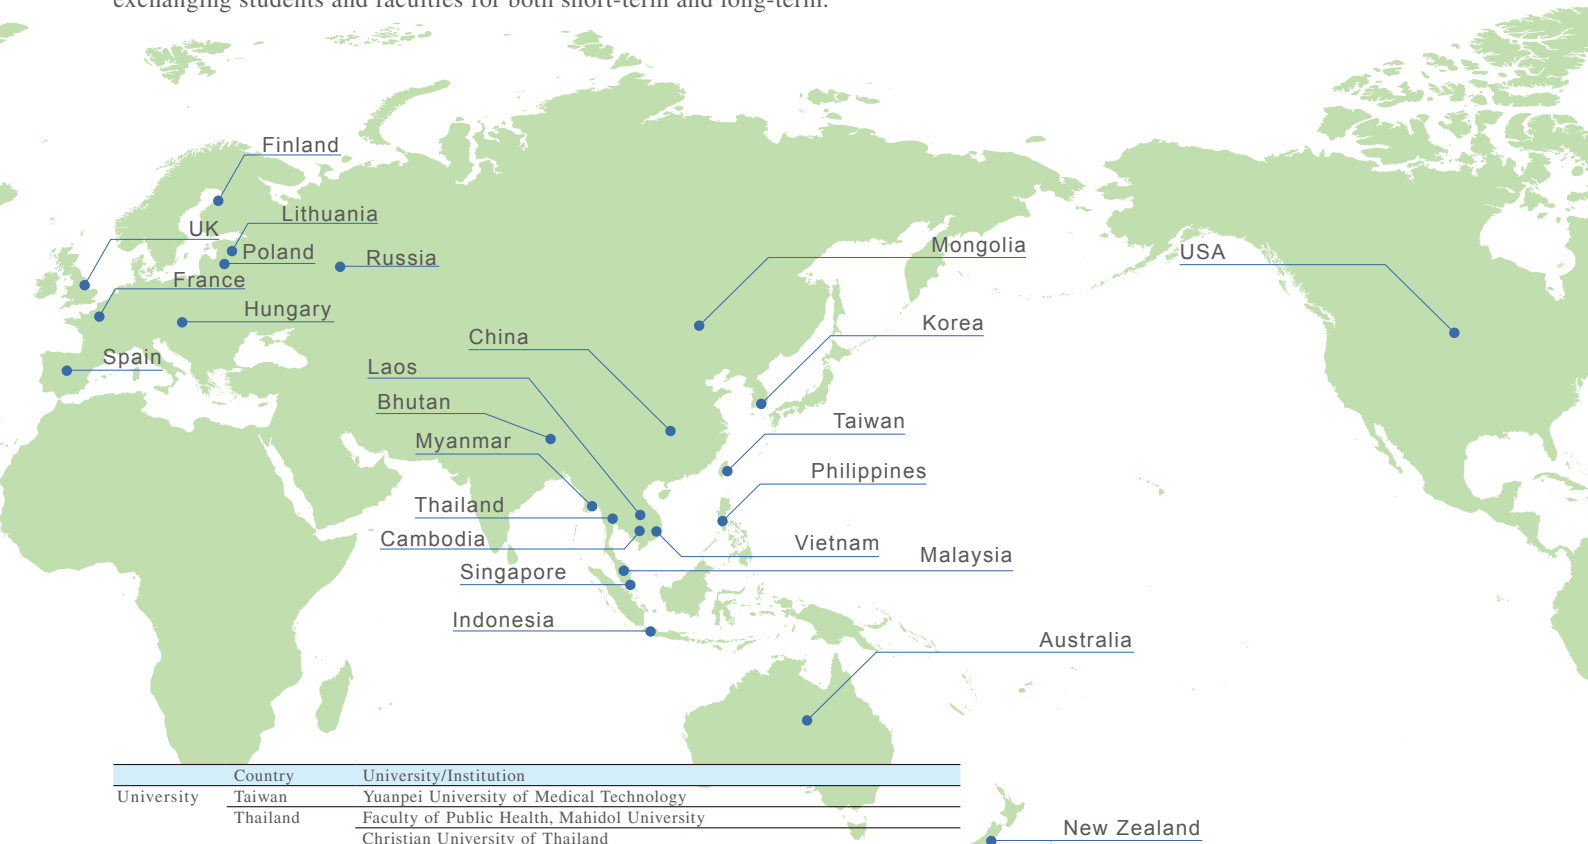 exchanging students and faculties for both short-term and long-term.
Finland
Lithuania
UK
Poland
Russia
France
Hungary
Spain
Mongolia
USA
Korea
China
Laos
Bhutan
Myanmar
Taiwan
Philippines
Thailand
Cambodia
Vietnam
Malaysia
Singapore
Indonesia
Australia
Country University/Institution
University Taiwan Yuanpei University of Medical Technology
Thailand Faculty of Public Health, Mahidol University
Christian University of Thailand
New Zealand